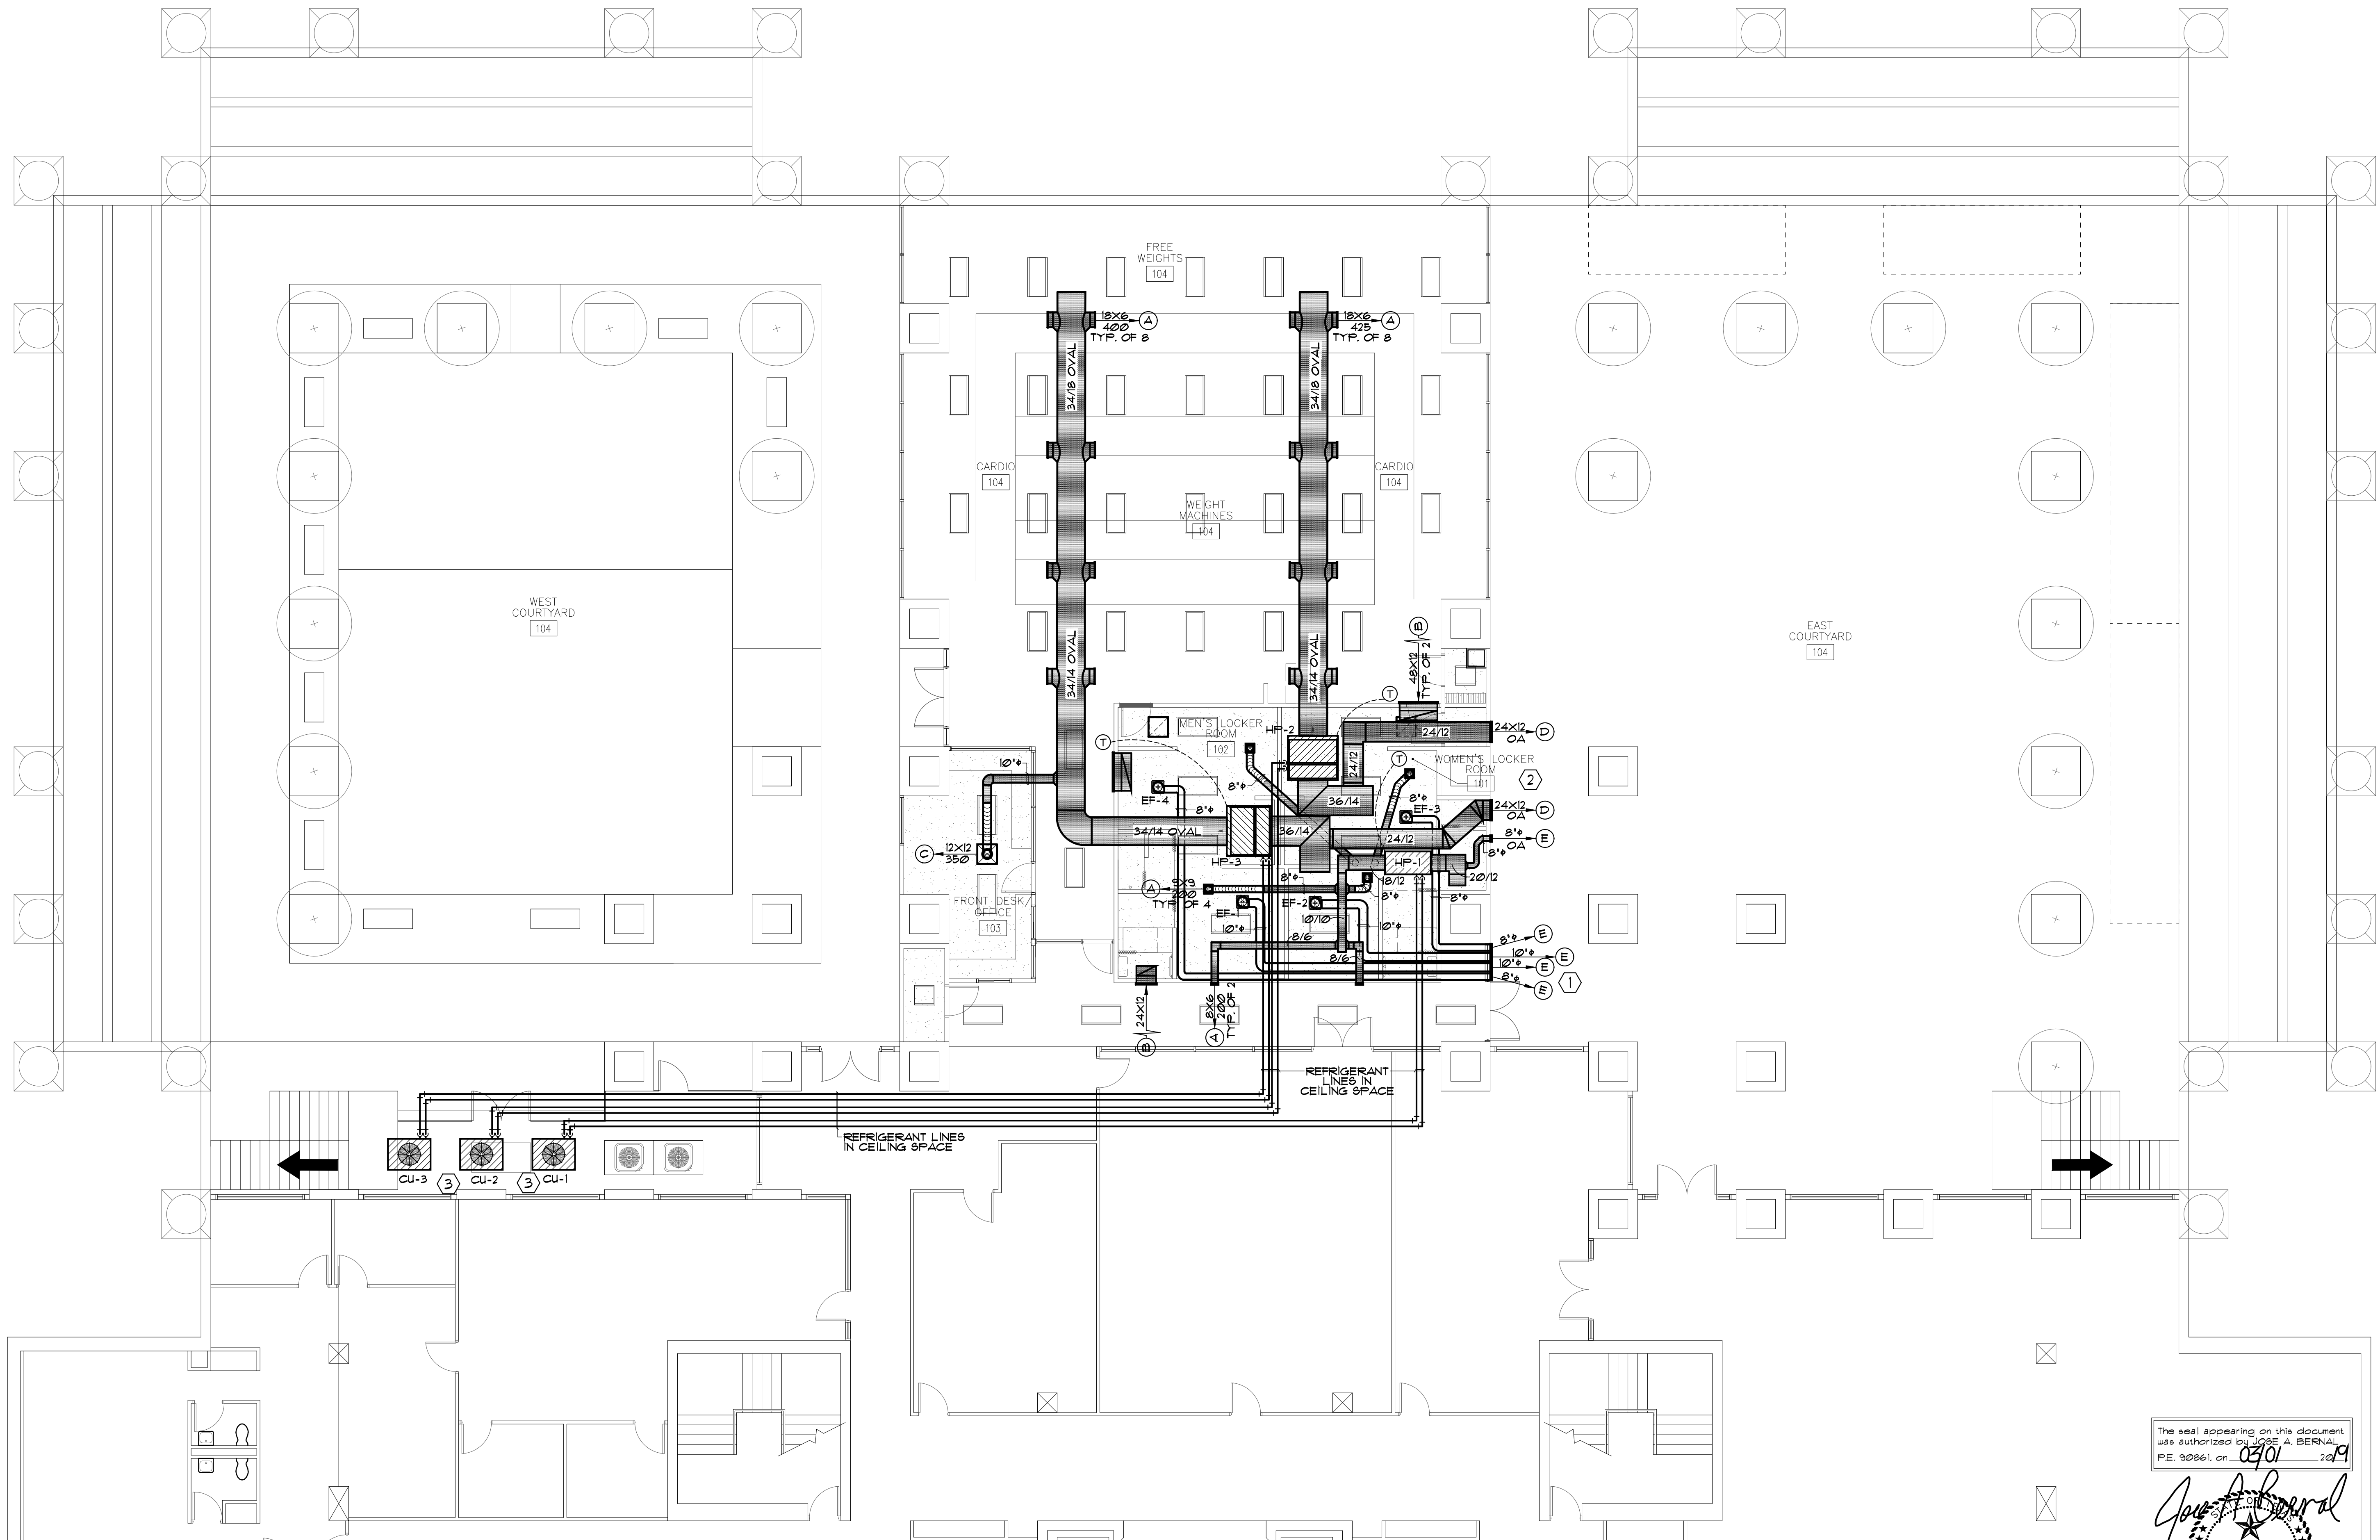 FREE
WEIGHTS
104
18X6
400
TYP. OF 8
A
18X6
425
TYP. OF 8
A
34/18 OVAL
34/18 OVAL
CARDIO
104
CARDIO
104
WEIGHT
MACHINES
104
WEST
COURTYARD
104
EAST
COURTYARD
104
34/14 OVAL
34/14 OVAL
B
48X12
TYP. OF 2
T
MEN'S LOCKER
ROOM
102
HP-2
24/12
24X12
OA
D
T
10"φ
T
WOMEN'S LOCKER
ROOM
101
2
24/12
8"φ
EF-4
36/14
8"φ
EF-3
24X12
OA
D
8"φ
34/14 OVAL
36/14
24/12
8"φ
OA
E
8"φ
C
12X12
350
HP-3
HP-1
20/12
18/12
8"φ
A
9X9
200
TYP OF 4
8"φ
8"φ
EF-1
EF-2
FRONT DESK/
OFFICE
103
10/10
10"φ
10"φ
8/6
8/6
8"φ
E
10"φ
E
10"φ
E
8"φ
E
1
24X12
B
8X6
200
TYP. OF 2
A
REFRIGERANT
LINES IN
CEILING SPACE
REFRIGERANT LINES
IN CEILING SPACE
CU-3
3
CU-2
3
CU-1
The seal appearing on this document
was authorized by JOSE A. BERNAL
P.E. 90861, on 03/01 2019
Jose A Bernal
STATE OF